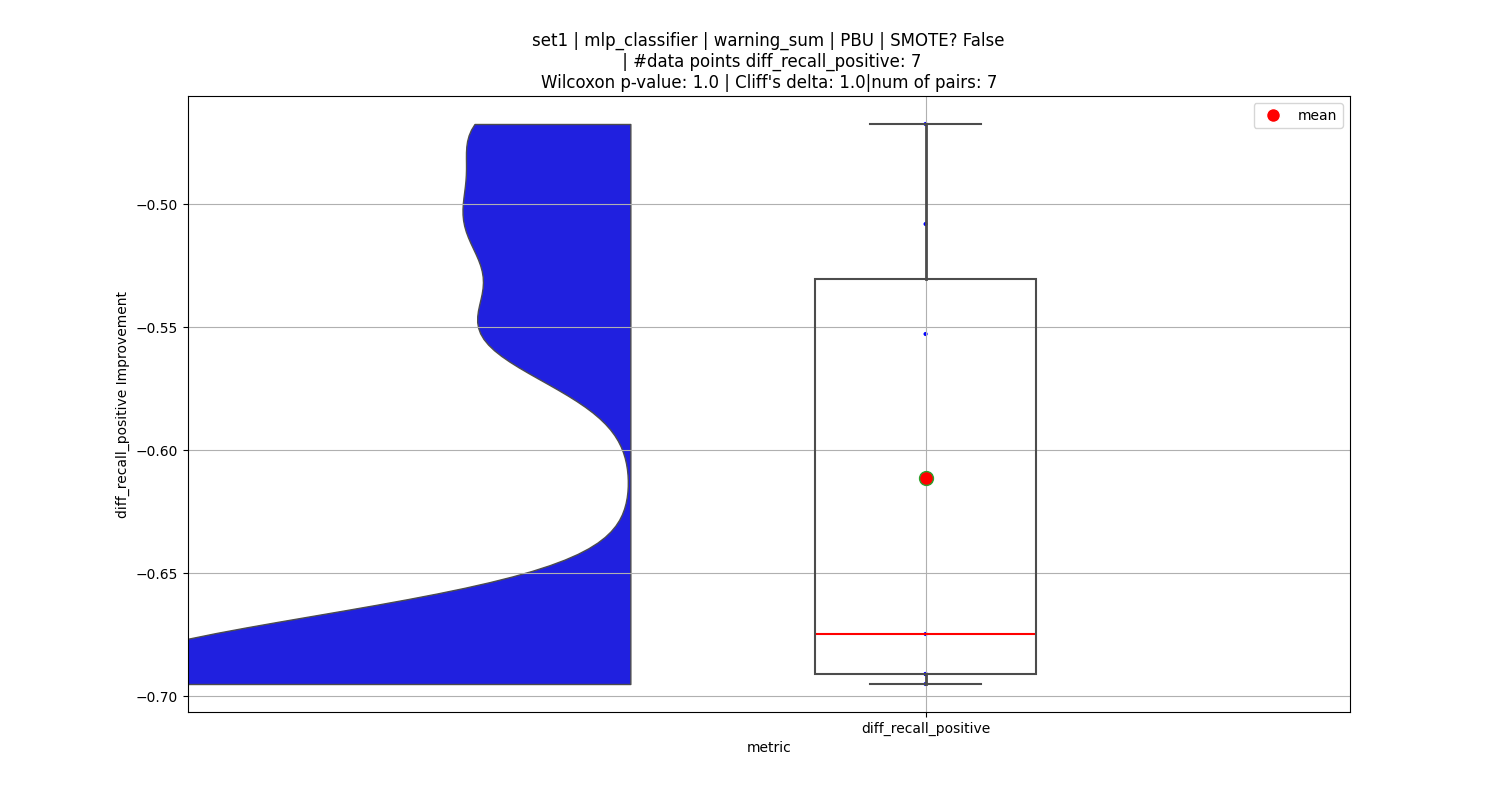 set1 | mlp_classifier | warning_sum | PBU | SMOTE? False
| #data points diff_recall_positive: 7
Wilcoxon p-value: 1.0 | Cliff's delta: 1.0|num of pairs: 7
mean
−0.50
−0.55
−0.60
−0.65
−0.70
diff_recall_positive Improvement
diff_recall_positive
metric